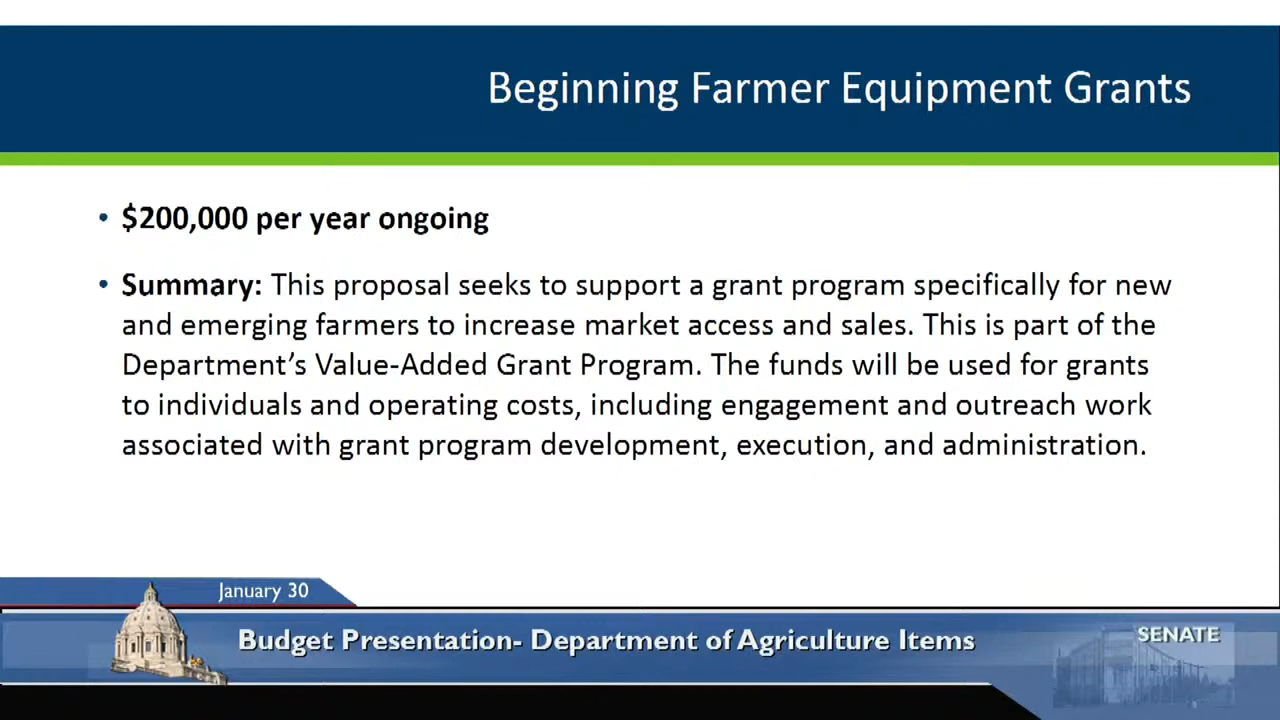 Beginning Farmer Equipment Grants
• $200,000 per year ongoing
• Summary: This proposal seeks to support a grant program specifically for new
and emerging farmers to increase market access and sales. This is part of the
Department’s Value-Added Grant Program. The funds will be used for grants
to individuals and operating costs, including engagement and outreach work
associated with grant program development, execution, and administration.
January 30
Budget Presentation- Department of Agriculture Items
SENATE